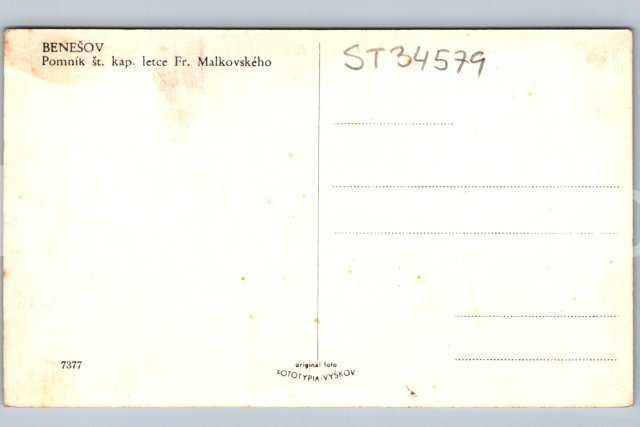 BENEŠOV
Pomník št. kap. letce Fr. Malkovského
ST34579
7377
original foto
FOTOTYPIA-VYŠKOV